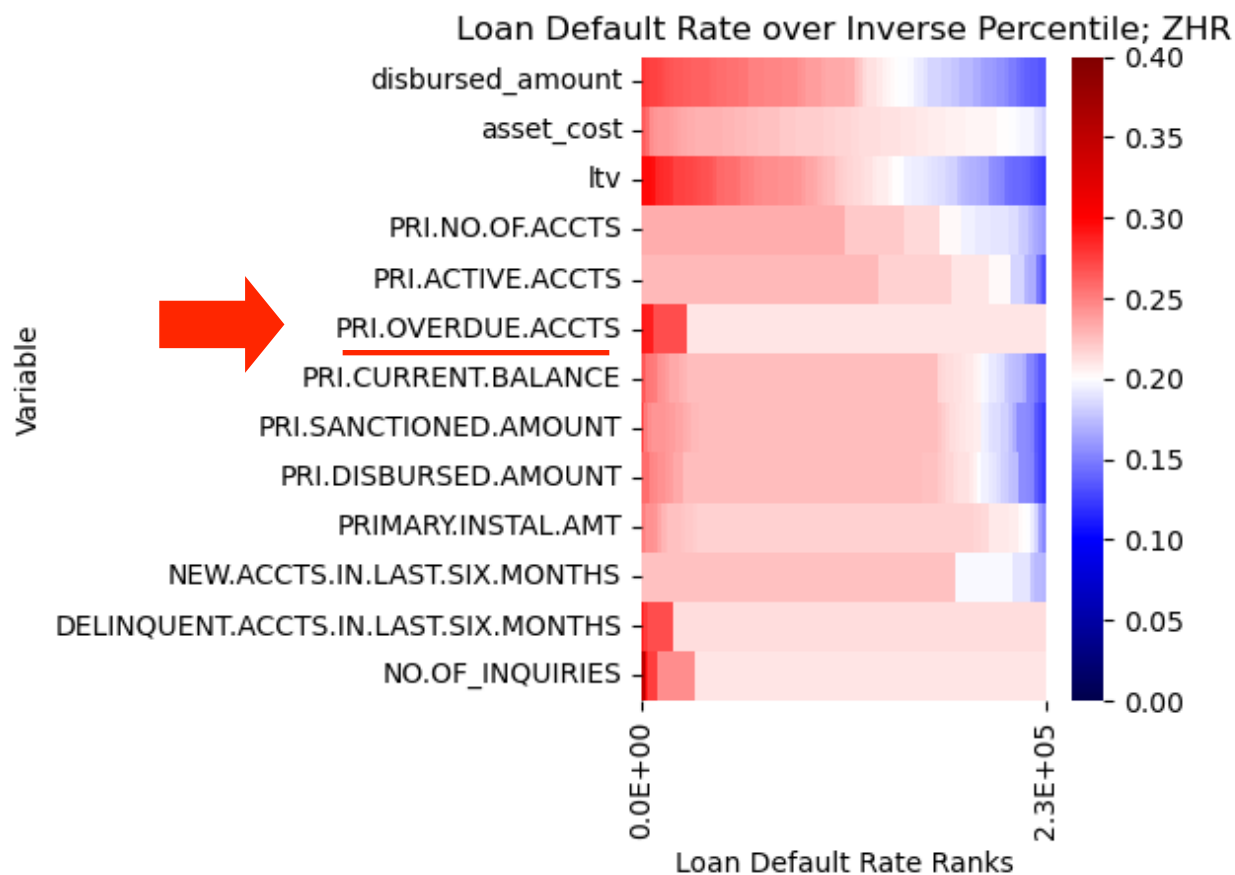 Loan Default Rate over Inverse Percentile; ZHR
disbursed_amount
asset_cost
ltv
PRI.NO.OF.ACCTS
PRI.ACTIVE.ACCTS
PRI.OVERDUE.ACCTS
PRI.CURRENT.BALANCE
PRI.SANCTIONED.AMOUNT
PRI.DISBURSED.AMOUNT
PRIMARY.INSTAL.AMT
NEW.ACCTS.IN.LAST.SIX.MONTHS
DELINQUENT.ACCTS.IN.LAST.SIX.MONTHS
NO.OF_INQUIRIES
Variable
0.0E+00
2.3E+05
Loan Default Rate Ranks
0.40
0.35
0.30
0.25
0.20
0.15
0.10
0.05
0.00